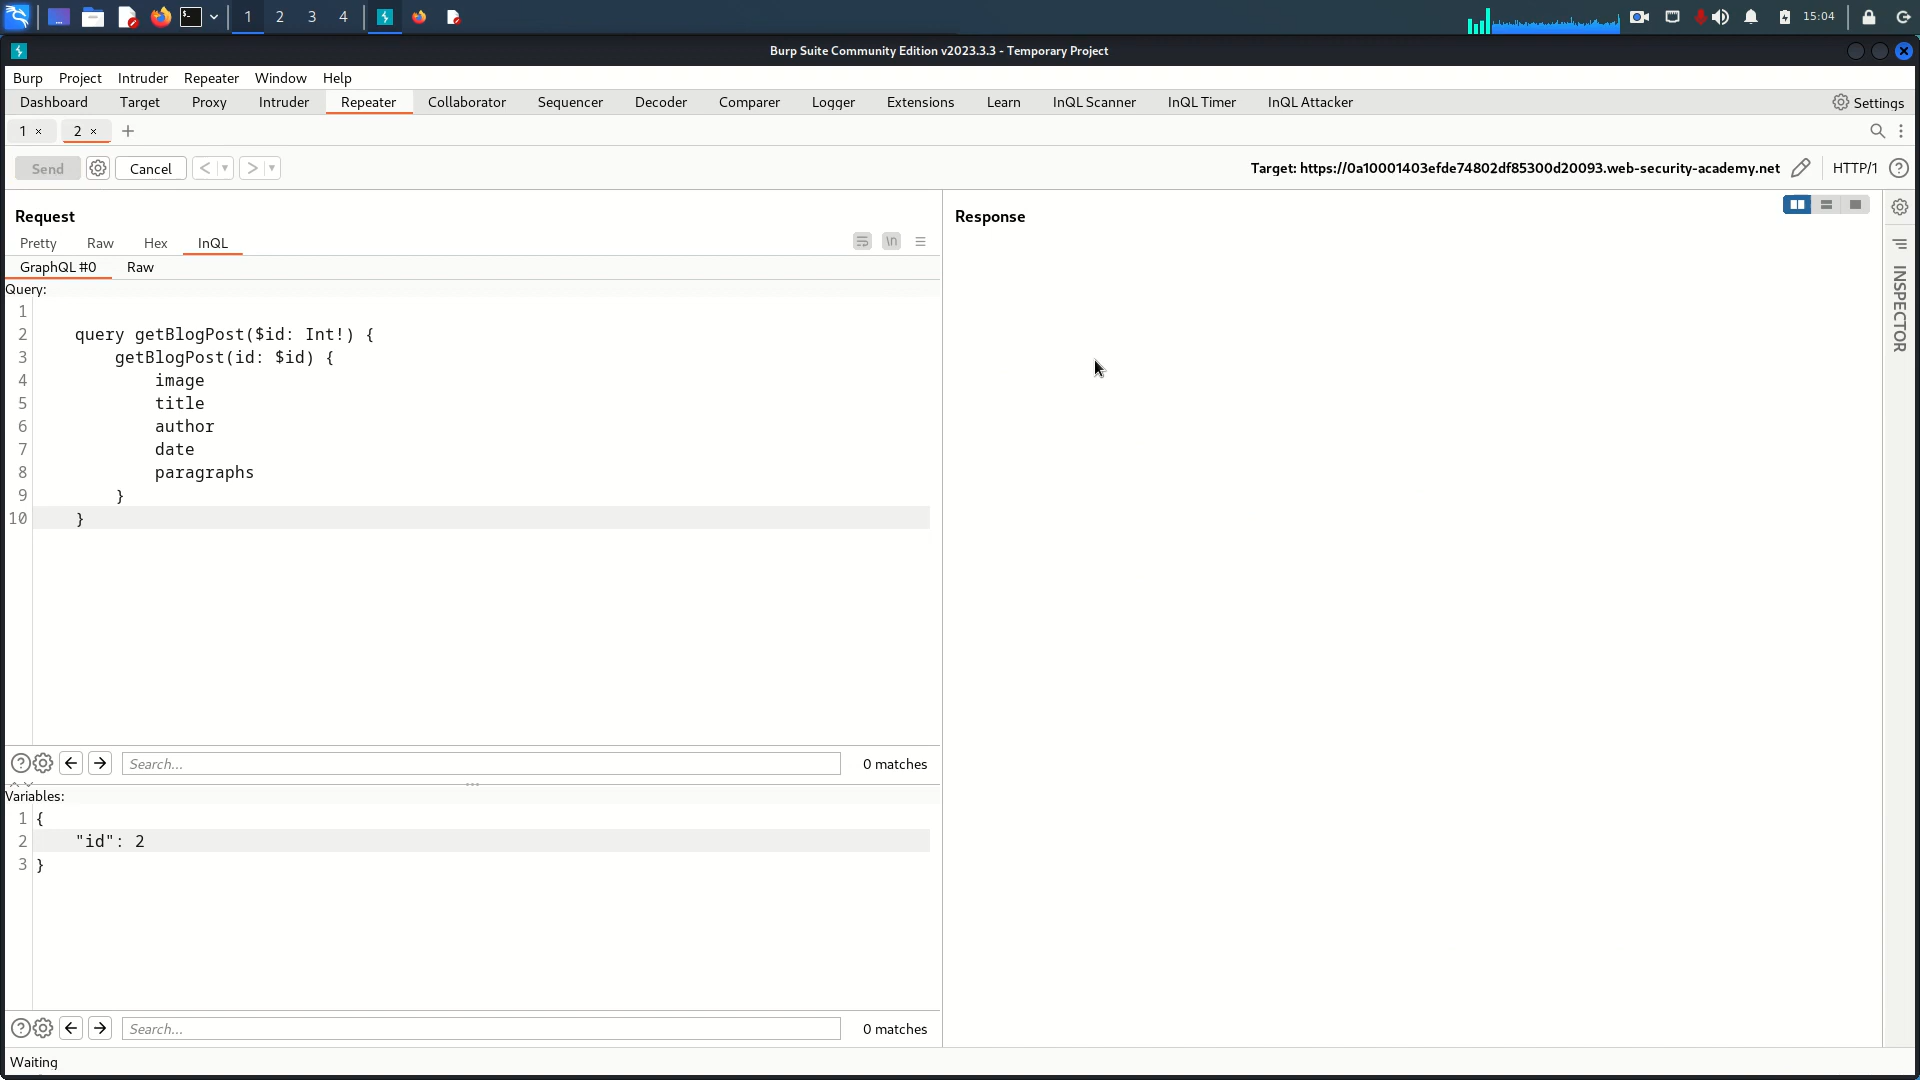 1 2 3 4 15:04
Burp Suite Community Edition v2023.3.3 - Temporary Project
Burp Project Intruder Repeater Window Help
Dashboard Target Proxy Intruder Repeater Collaborator Sequencer Decoder Comparer Logger Extensions Learn InQL Scanner InQL Timer InQL Attacker Settings
1 × 2 × +
Send Cancel < > Target: https://0a10001403efde74802df85300d20093.web-security-academy.net HTTP/1 ?
Request
Response
Pretty Raw Hex InQL \n
GraphQL #0 Raw
INSPECTOR
Query:
1
2 query getBlogPost($id: Int!) {
3 getBlogPost(id: $id) {
4 image
5 title
6 author
7 date
8 paragraphs
9 }
10 }
? Search... 0 matches
Variables:
1 {
2 "id": 2
3 }
? Search... 0 matches
Waiting